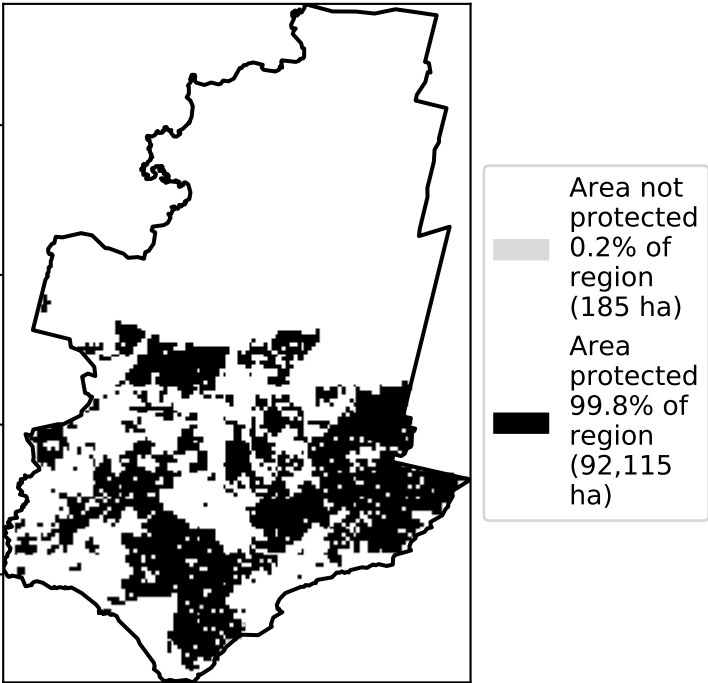 Area not
protected
0.2% of
region
(185 ha)
Area
protected
99.8% of
region
(92,115
ha)